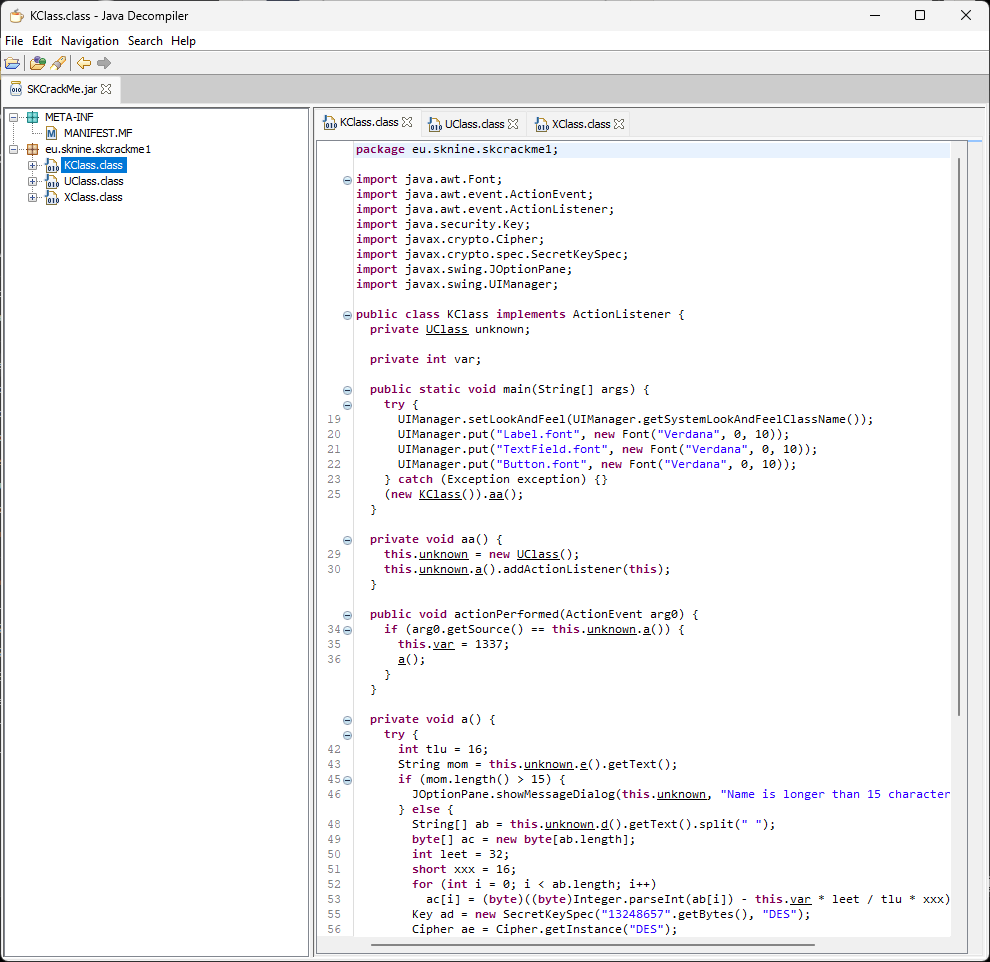 KClass.class - Java Decompiler
File Edit Navigation Search Help
SKCrackMe.jar
META-INF
MANIFEST.MF
eu.sknine.skcrackme1
KClass.class
UClass.class
XClass.class
KClass.class UClass.class XClass.class
package eu.sknine.skcrackme1;
import java.awt.Font;
import java.awt.event.ActionEvent;
import java.awt.event.ActionListener;
import java.security.Key;
import javax.crypto.Cipher;
import javax.crypto.spec.SecretKeySpec;
import javax.swing.JOptionPane;
import javax.swing.UIManager;
public class KClass implements ActionListener {
private UClass unknown;
private int var;
public static void main(String[] args) {
try {
19 UIManager.setLookAndFeel(UIManager.getSystemLookAndFeelClassName());
20 UIManager.put("Label.font", new Font("Verdana", 0, 10));
21 UIManager.put("TextField.font", new Font("Verdana", 0, 10));
22 UIManager.put("Button.font", new Font("Verdana", 0, 10));
23 } catch (Exception exception) {}
25 (new KClass()).aa();
}
private void aa() {
29 this.unknown = new UClass();
30 this.unknown.a().addActionListener(this);
}
public void actionPerformed(ActionEvent arg0) {
34 if (arg0.getSource() == this.unknown.a()) {
35 this.var = 1337;
36 a();
}
}
private void a() {
try {
42 int tlu = 16;
43 String mom = this.unknown.e().getText();
45 if (mom.length() > 15) {
46 JOptionPane.showMessageDialog(this.unknown, "Name is longer than 15 character
} else {
48 String[] ab = this.unknown.d().getText().split(" ");
49 byte[] ac = new byte[ab.length];
50 int leet = 32;
51 short xxx = 16;
52 for (int i = 0; i < ab.length; i++)
53 ac[i] = (byte)((byte)Integer.parseInt(ab[i]) - this.var * leet / tlu * xxx)
55 Key ad = new SecretKeySpec("13248657".getBytes(), "DES");
56 Cipher ae = Cipher.getInstance("DES");